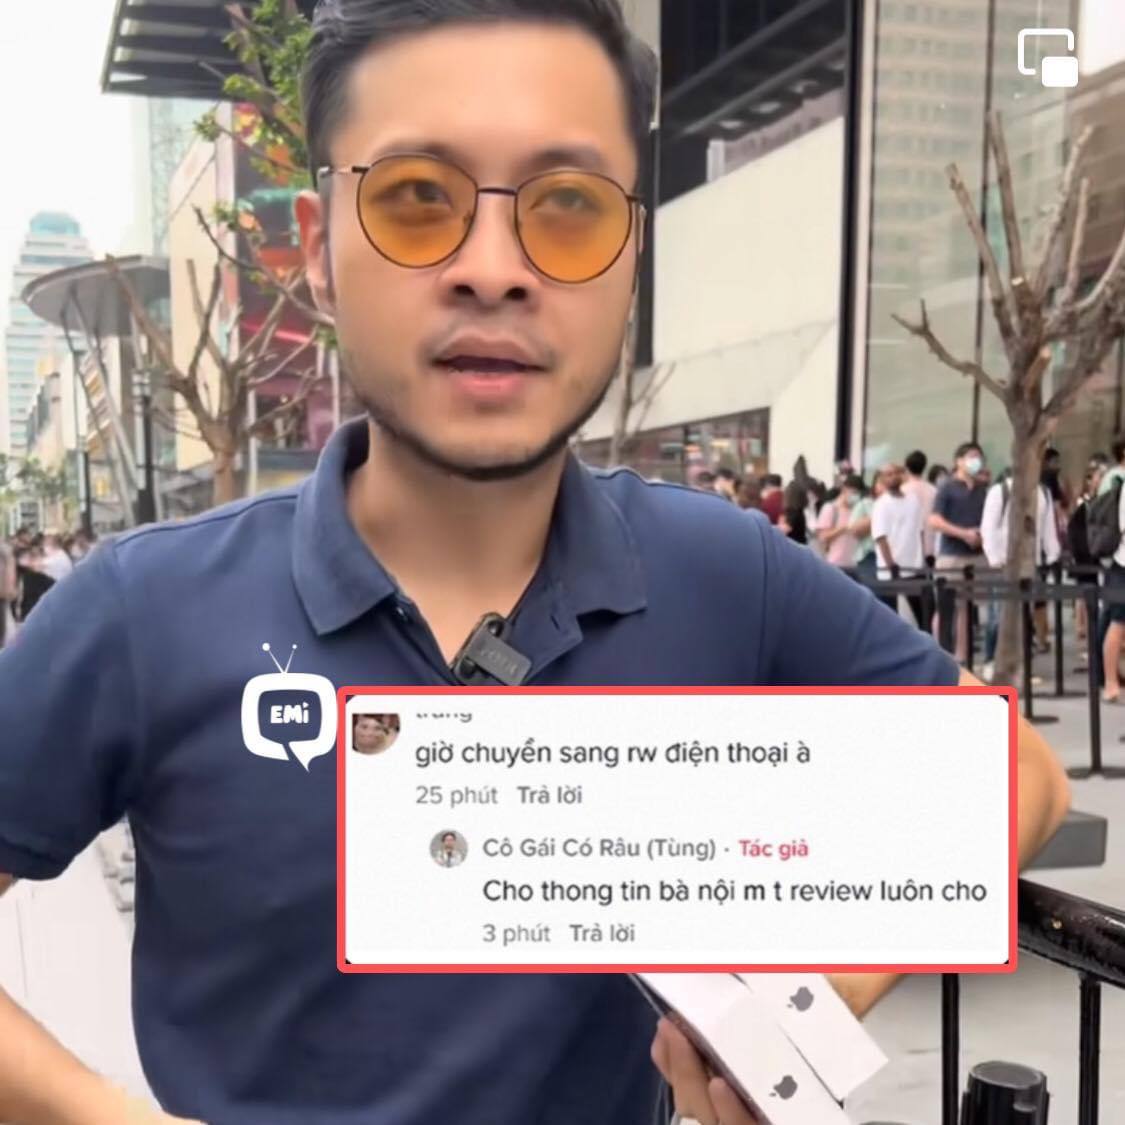 EMi
trung
giờ chuyển sang rw điện thoại à
25 phút Trả lời
Cô Gái Có Râu (Tùng) · Tác giả
Cho thong tin bà nội m t review luôn cho
3 phút Trả lời